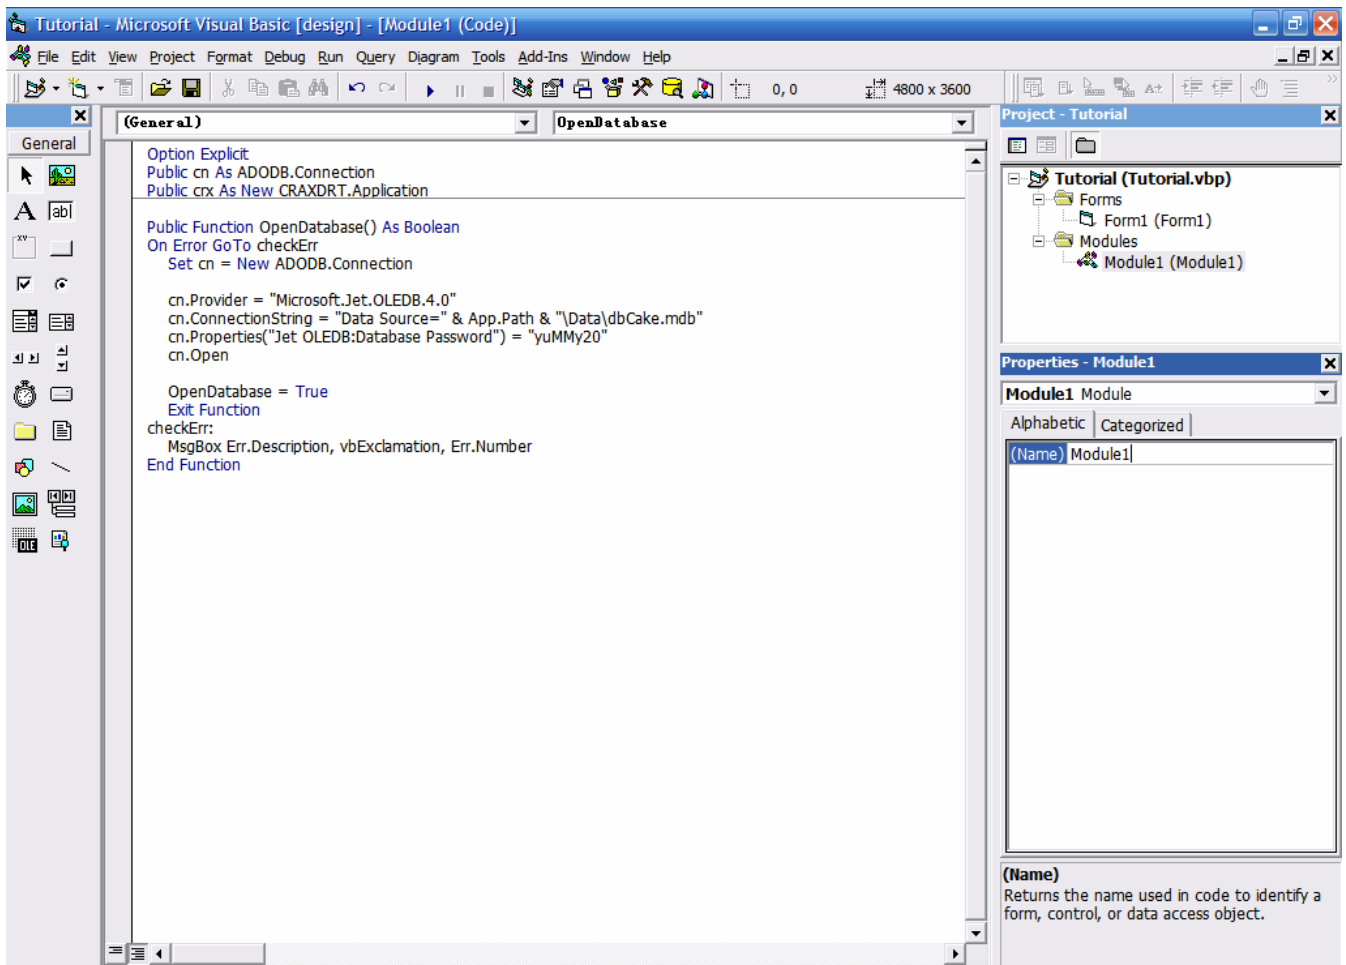 Tutorial - Microsoft Visual Basic [design] - [Module1 (Code)]
File Edit View Project Format Debug Run Query Diagram Tools Add-Ins Window Help
0, 0
4800 x 3600
General
A
ab
XY
OLE
(General)
OpenDatabase
Option Explicit
Public cn As ADODB.Connection
Public crx As New CRAXDRT.Application
Public Function OpenDatabase() As Boolean
On Error GoTo checkErr
Set cn = New ADODB.Connection
cn.Provider = "Microsoft.Jet.OLEDB.4.0"
cn.ConnectionString = "Data Source=" & App.Path & "\Data\dbCake.mdb"
cn.Properties("Jet OLEDB:Database Password") = "yuMMy20"
cn.Open
OpenDatabase = True
Exit Function
checkErr:
MsgBox Err.Description, vbExclamation, Err.Number
End Function
Project - Tutorial
Tutorial (Tutorial.vbp)
Forms
Form1 (Form1)
Modules
Module1 (Module1)
Properties - Module1
Module1 Module
Alphabetic
Categorized
(Name) Module1
(Name)
Returns the name used in code to identify a
form, control, or data access object.